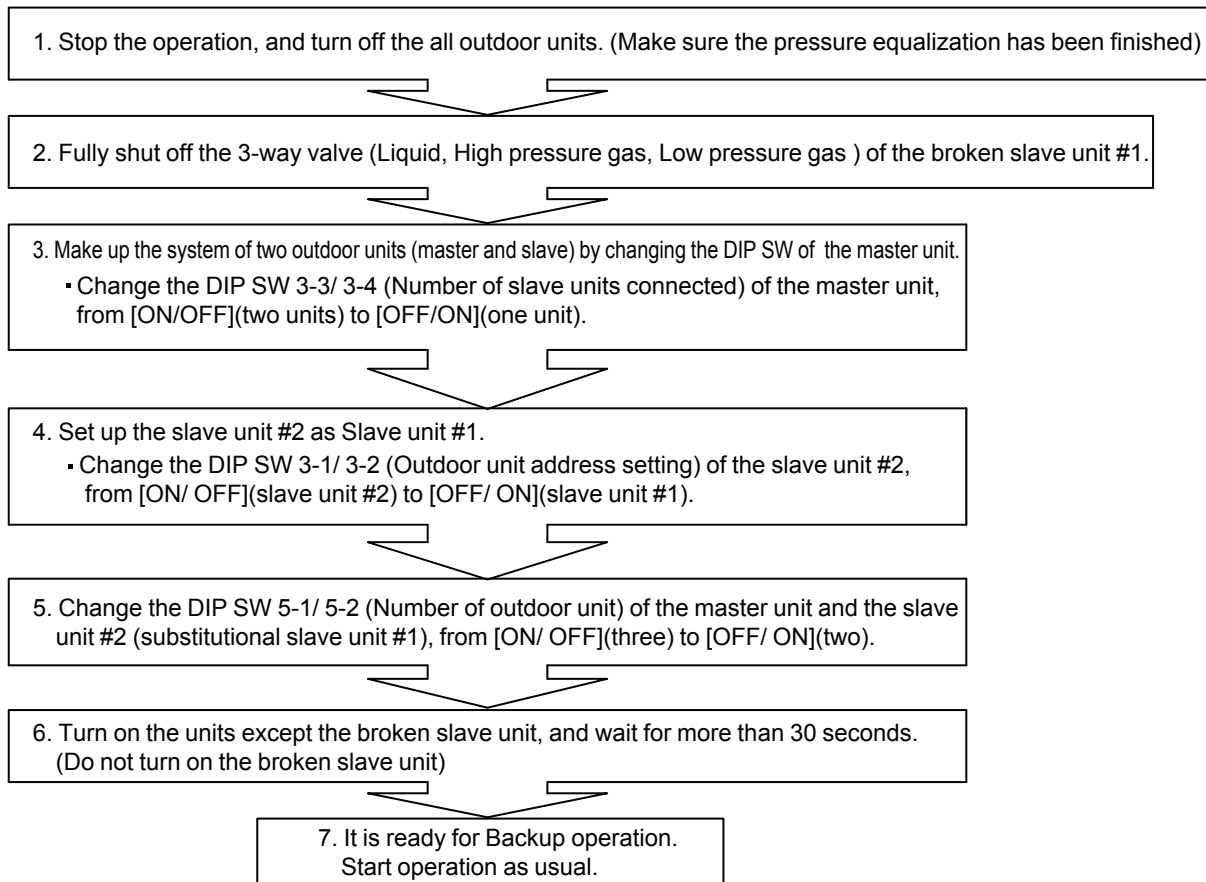 1. Stop the operation, and turn off the all outdoor units. (Make sure the pressure equalization has been finished)
2. Fully shut off the 3-way valve (Liquid, High pressure gas, Low pressure gas ) of the broken slave unit #1.
3. Make up the system of two outdoor units (master and slave) by changing the DIP SW of the master unit.
▪ Change the DIP SW 3-3/ 3-4 (Number of slave units connected) of the master unit,
from [ON/OFF](two units) to [OFF/ON](one unit).
4. Set up the slave unit #2 as Slave unit #1.
▪ Change the DIP SW 3-1/ 3-2 (Outdoor unit address setting) of the slave unit #2,
from [ON/ OFF](slave unit #2) to [OFF/ ON](slave unit #1).
5. Change the DIP SW 5-1/ 5-2 (Number of outdoor unit) of the master unit and the slave
unit #2 (substitutional slave unit #1), from [ON/ OFF](three) to [OFF/ ON](two).
6. Turn on the units except the broken slave unit, and wait for more than 30 seconds.
(Do not turn on the broken slave unit)
7. It is ready for Backup operation.
Start operation as usual.